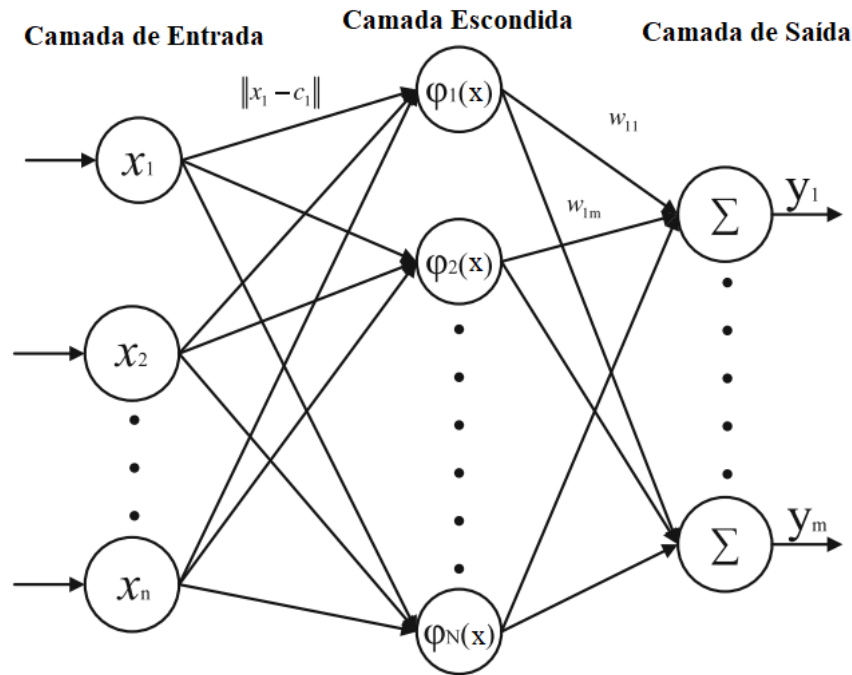 Camada de Entrada
Camada Escondida
Camada de Saída
‖x₁ − c₁‖
φ₁(x)
w₁₁
x₁
y₁
Σ
w₁ₘ
φ₂(x)
x₂
yₘ
Σ
xₙ
φ_N(x)